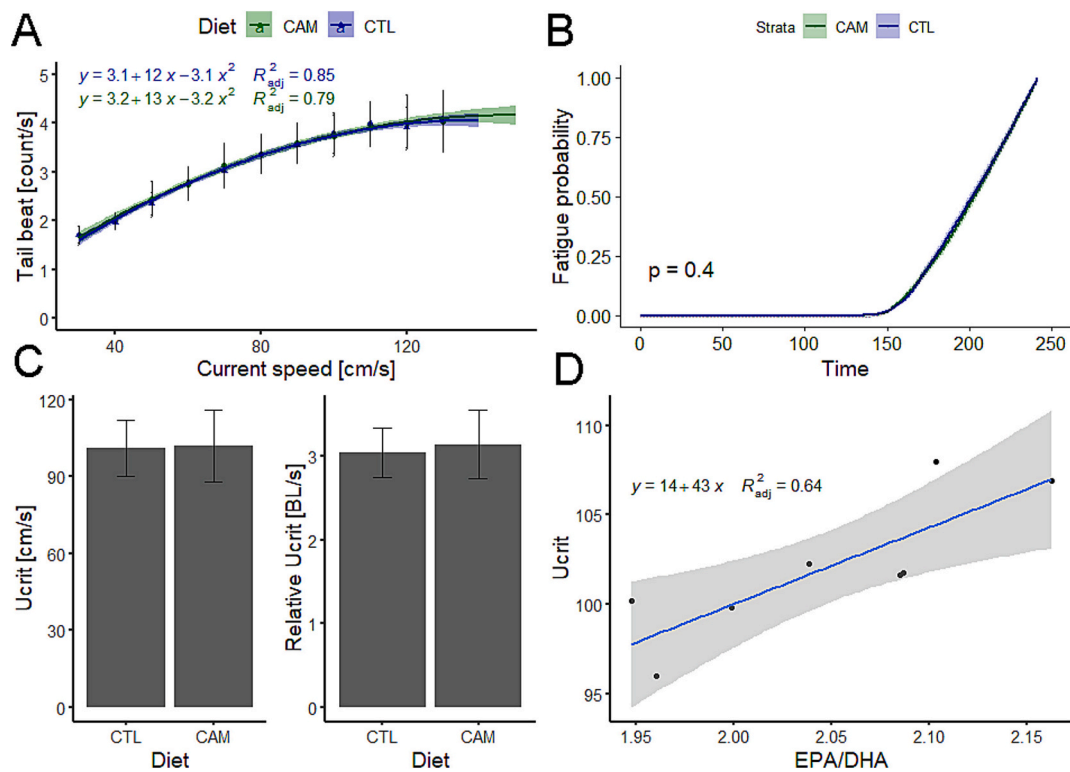 A
Diet a CAM a CTL
y = 3.1 + 12 x − 3.1 x² R²adj = 0.85
y = 3.2 + 13 x − 3.2 x² R²adj = 0.79
Tail beat [count/s]
5
4
3
2
1
0
40 80 120
Current speed [cm/s]
B
Strata CAM CTL
Fatigue probability
1.00
0.75
0.50
0.25
0.00
p = 0.4
0 50 100 150 200 250
Time
C
Ucrit [cm/s]
120
90
60
30
0
CTL CAM
Diet
Relative Ucrit [BL/s]
3
2
1
0
CTL CAM
Diet
D
y = 14 + 43 x R²adj = 0.64
Ucrit
110
105
100
95
1.95 2.00 2.05 2.10 2.15
EPA/DHA